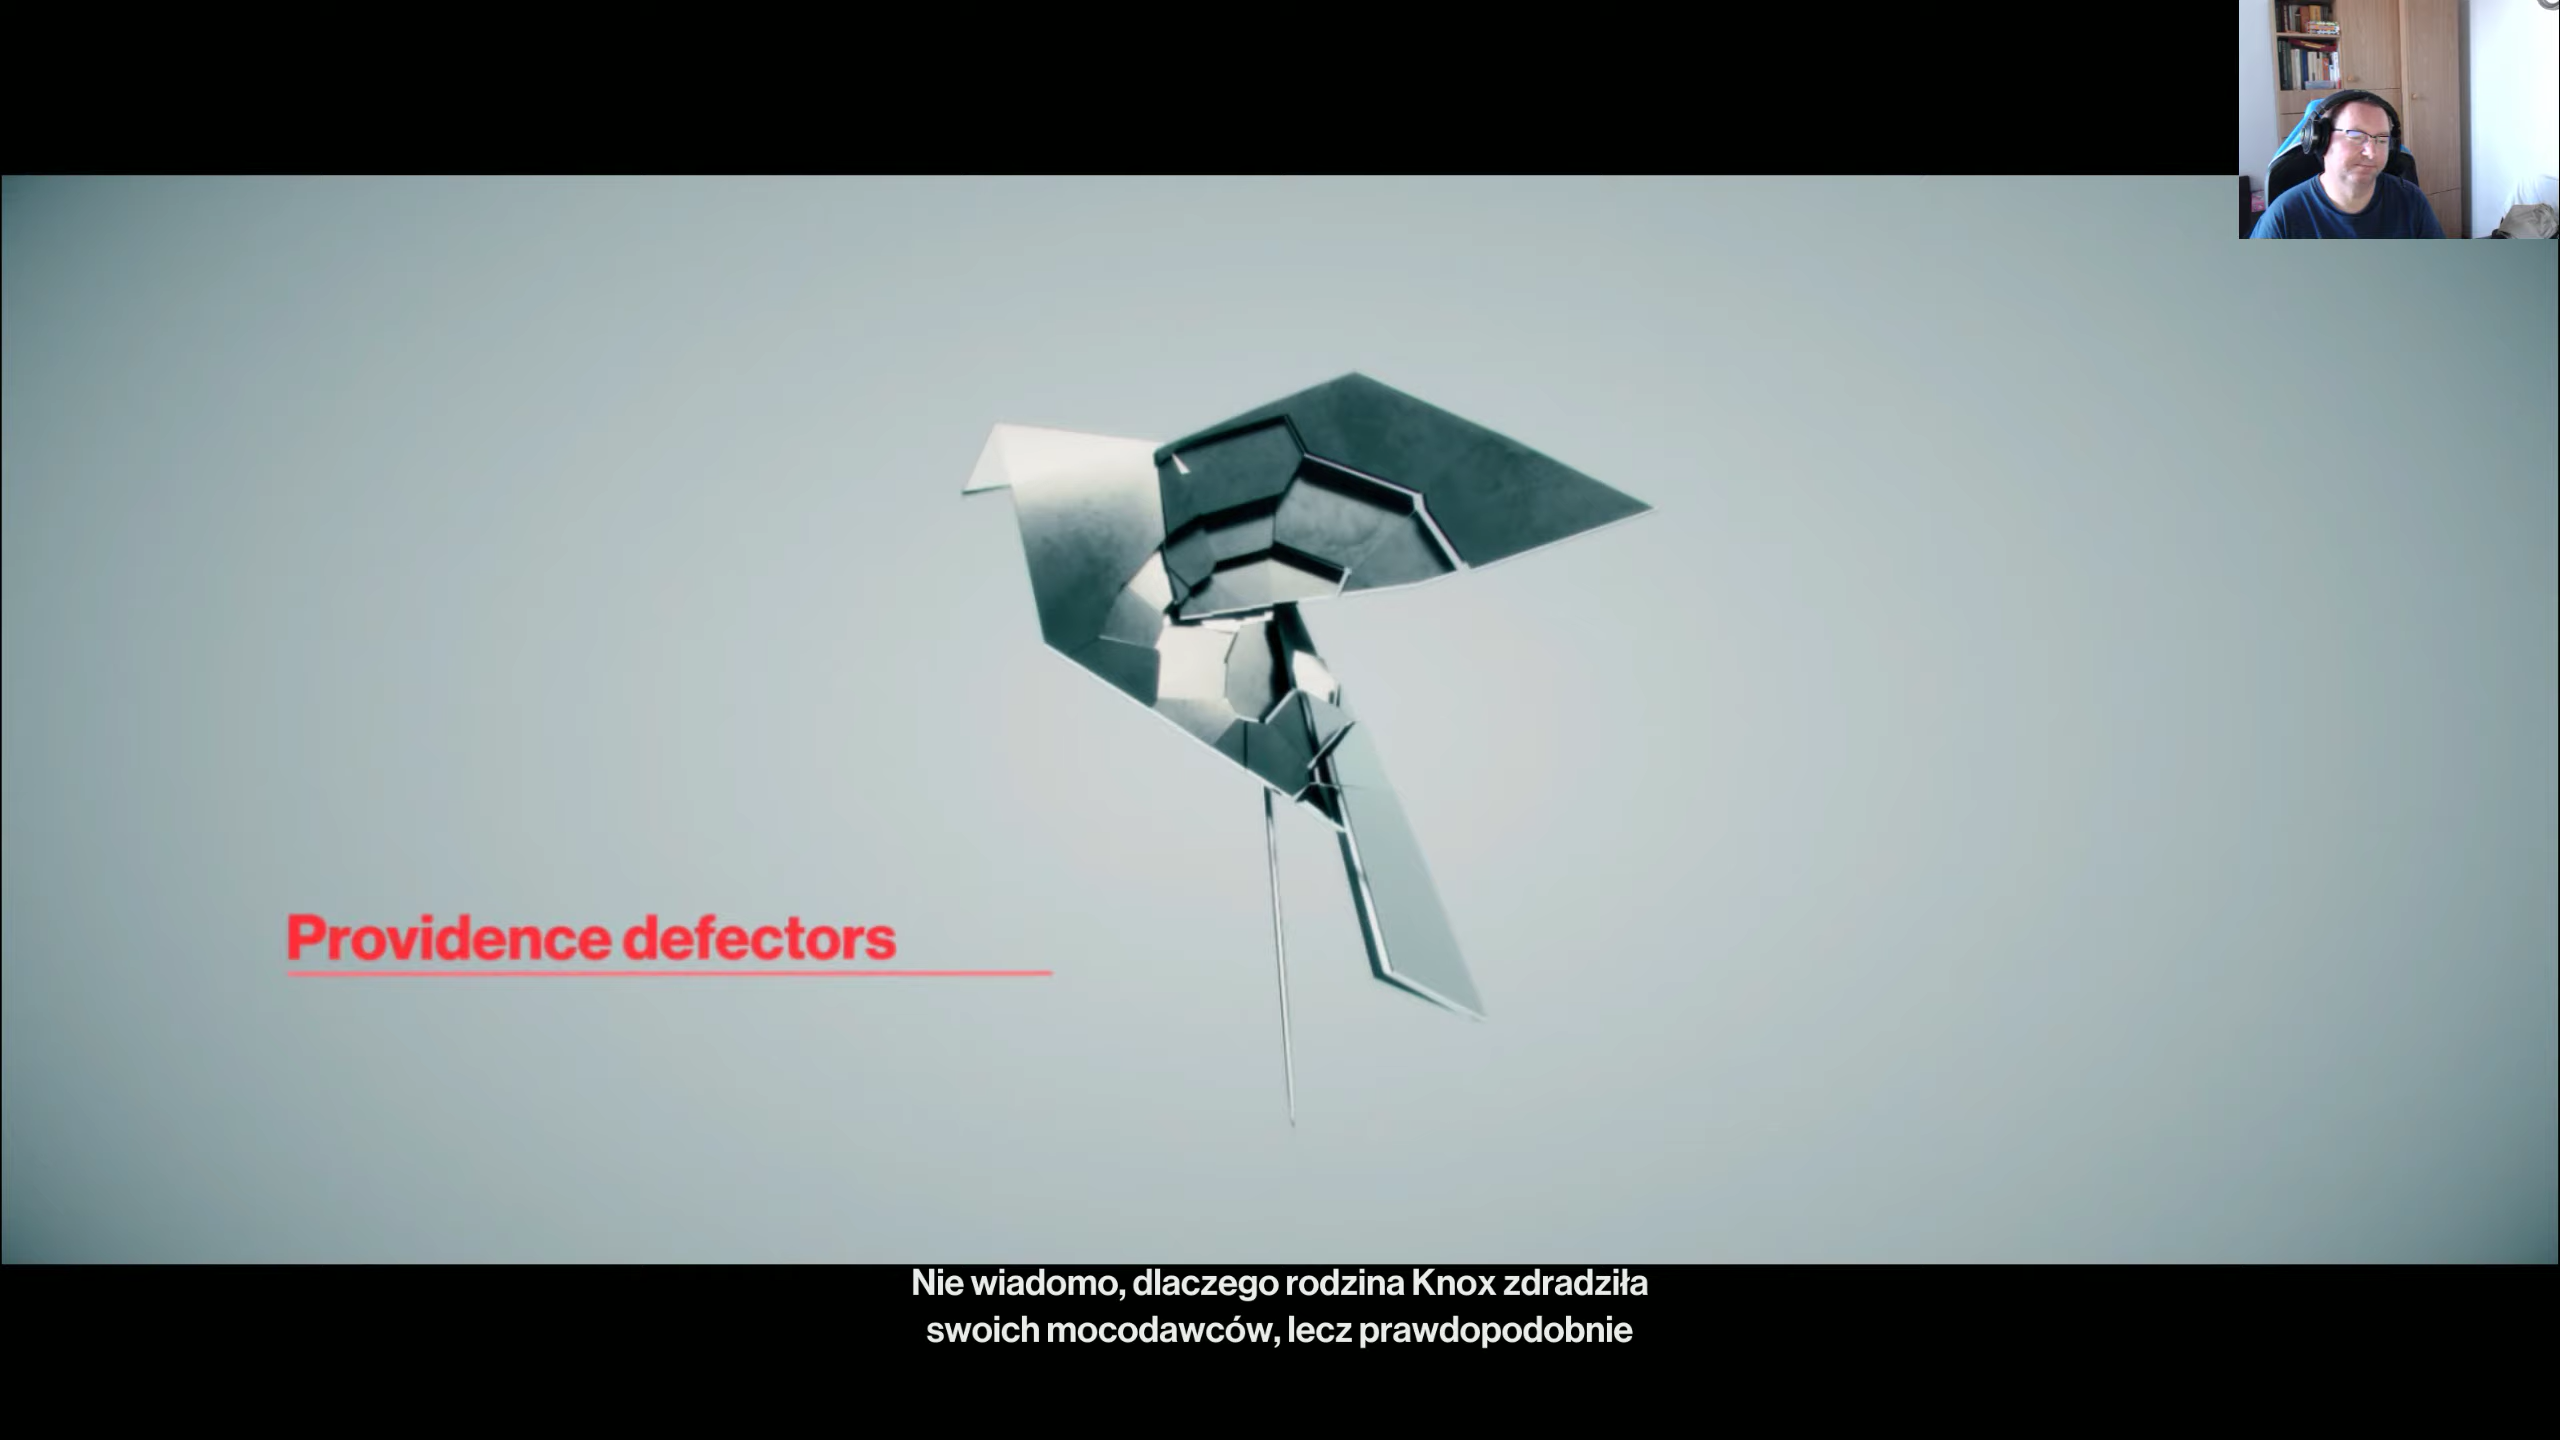 Providence defectors
Nie wiadomo, dlaczego rodzina Knox zdradziła
swoich mocodawców, lecz prawdopodobnie